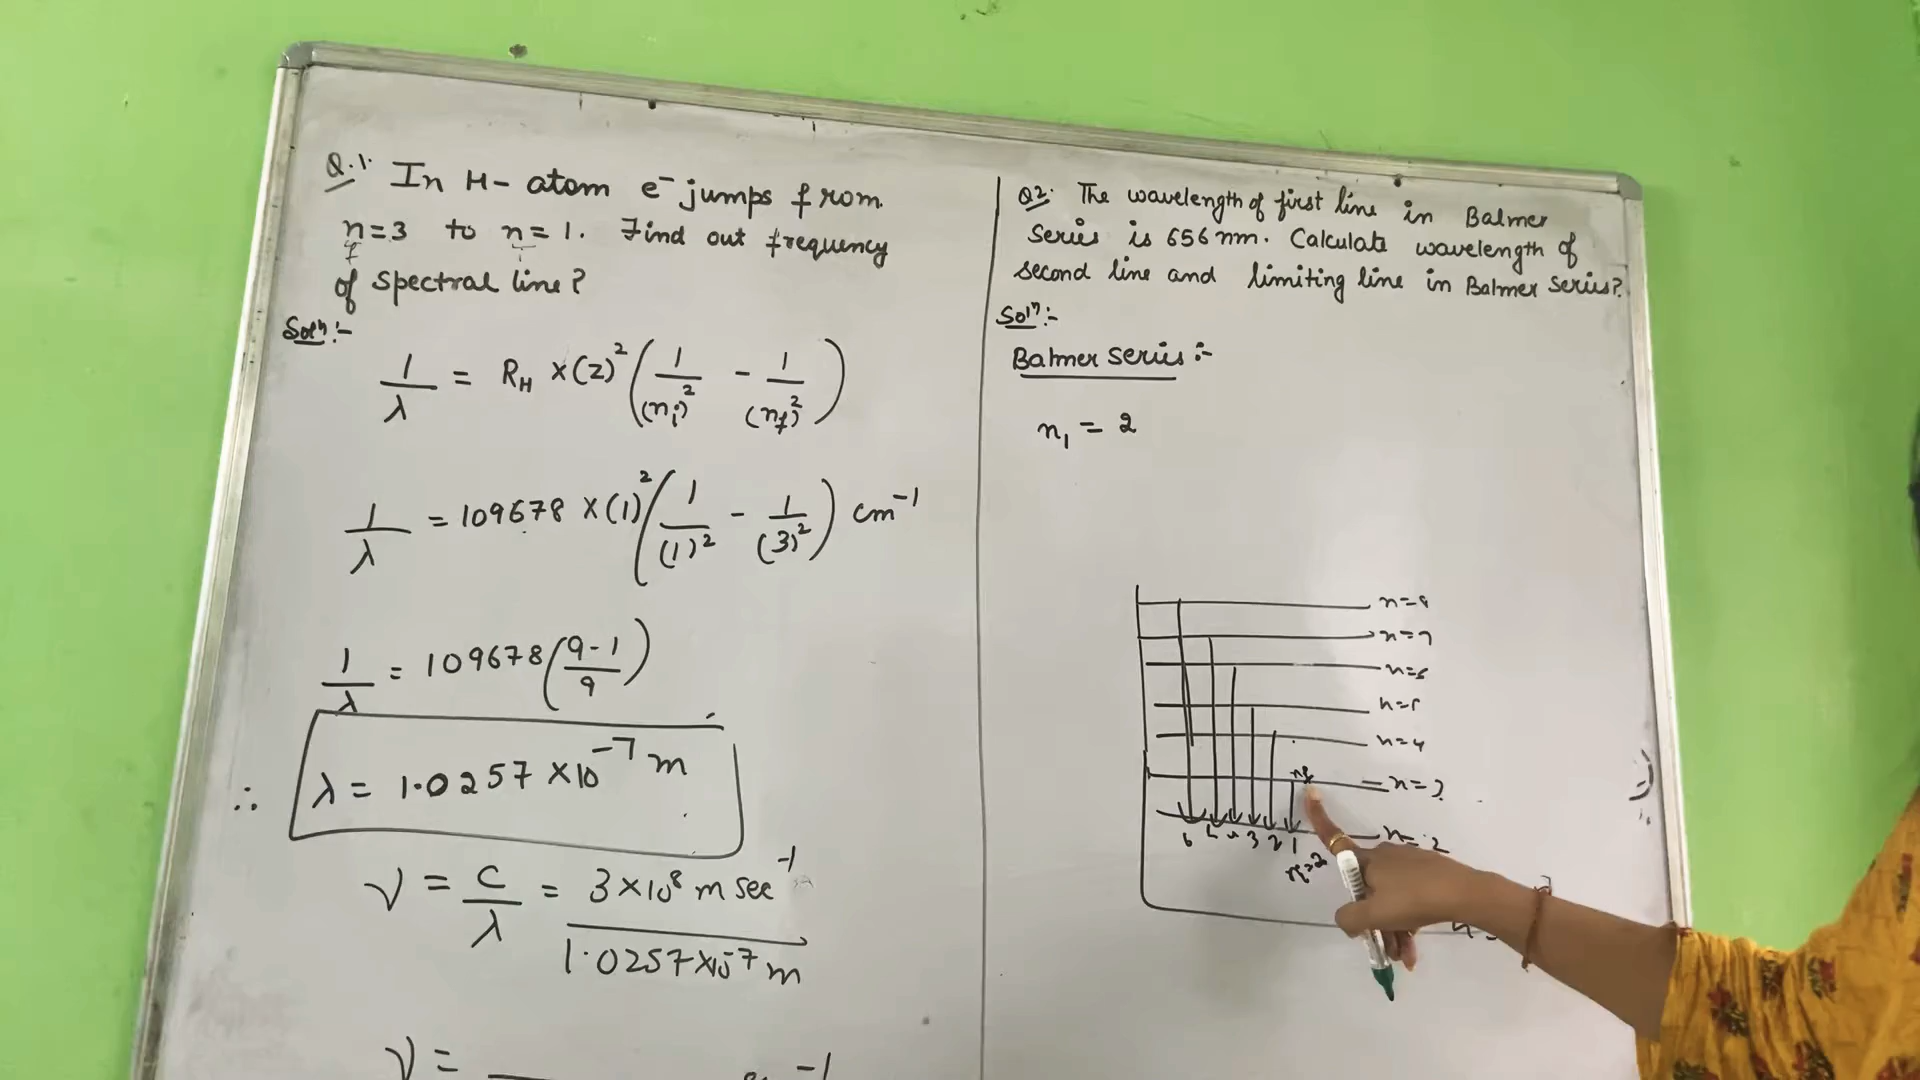 Q.1. In H- atom e⁻ jumps from
n=3 to n=1. Find out frequency
f i
of spectral line?
Solⁿ:-
1/λ = R_H ×(z)² (1/(n_i)² - 1/(n_f)²)
1/λ = 109678 ×(1)² (1/(1)² - 1/(3)²) cm⁻¹
1/λ = 109678 (9-1/9)
∴ λ = 1.0257 ×10⁻⁷ m
ν = c/λ = 3×10⁸ m sec⁻¹/1.0257×10⁻⁷ m
ν =
Q2. The wavelength of first line in Balmer
Series is 656 nm. Calculate wavelength of
second line and limiting line in Balmer Series?
Solⁿ:-
Balmer Series :-
n₁ = 2
n=8
n=7
n=6
n=5
n=4
n=3
n=2
6 5 4 3 2 1